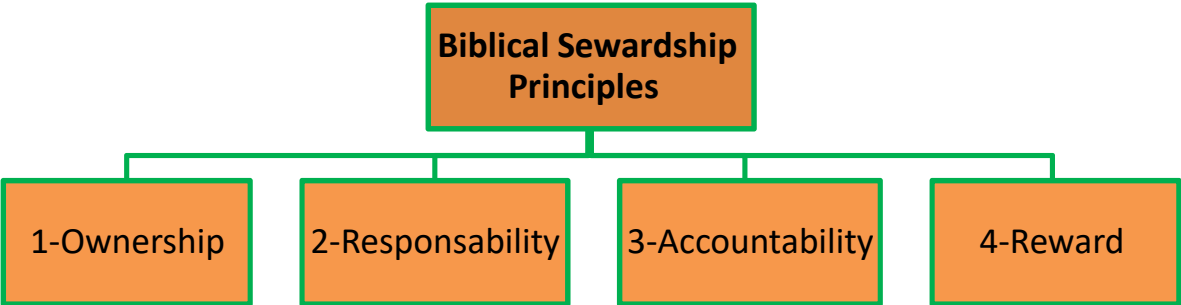 Biblical Sewardship
Principles
1-Ownership
2-Responsability
3-Accountability
4-Reward